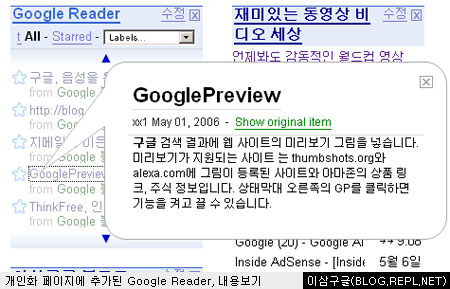 Google Reader 수정
t All - Starred - Labels...
구글, 음성을
from Google
http://blog
from Google
지메일
from Google
GooglePreview
from Google
ThinkFree, 인
from Google
재미있는 동영상 비디오 세상 수정
언제봐도 감동적인 월드컵 영상
GooglePreview
xx1 May 01, 2006 - Show original item
구글 검색 결과에 웹 사이트의 미리보기 그림을 넣습니다.
미리보기가 지원되는 사이트 는 thumbshots.org와
alexa.com에 그림이 등록된 사이트와 아마존의 상품 링
크, 주식 정보입니다. 상태막대 오른쪽의 GP를 클릭하면
기능을 켜고 끌 수 있습니다.
Google (20) - Google Al 9:08
Inside AdSense - [Inside 5월 6일
개인화 페이지에 추가된 Google Reader, 내용보기
이삼구글(BLOG.REPL.NET)